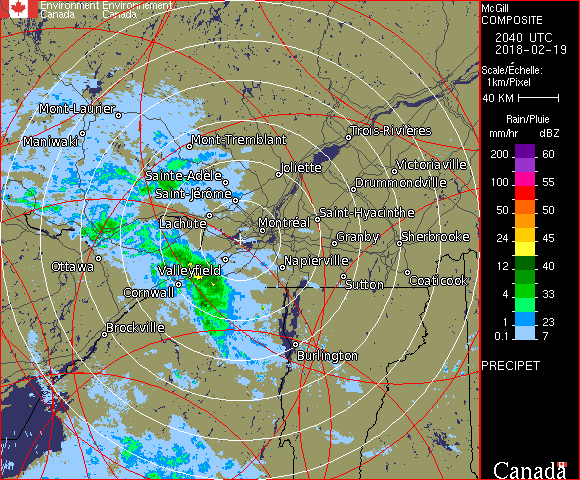 Environment Environnement
Canada Canada
McGill
COMPOSITE
2040 UTC
2018-02-19
Scale/Échelle:
1km/Pixel
40 KM
Rain/Pluie
mm/hr dBZ
200 60
100 55
50 50
24 45
12 40
4 33
1 23
0.1 7
PRECIPET
Canada
Mont-Laurier
Maniwaki
Mont-Tremblant
Trois-Rivières
Joliette
Victoriaville
Sainte-Adèle
Drummondville
Saint-Jérôme
Saint-Hyacinthe
Lachute
Montréal
Granby
Sherbrooke
Ottawa
Valleyfield
Napierville
Cornwall
Sutton
Coaticook
Brockville
Burlington